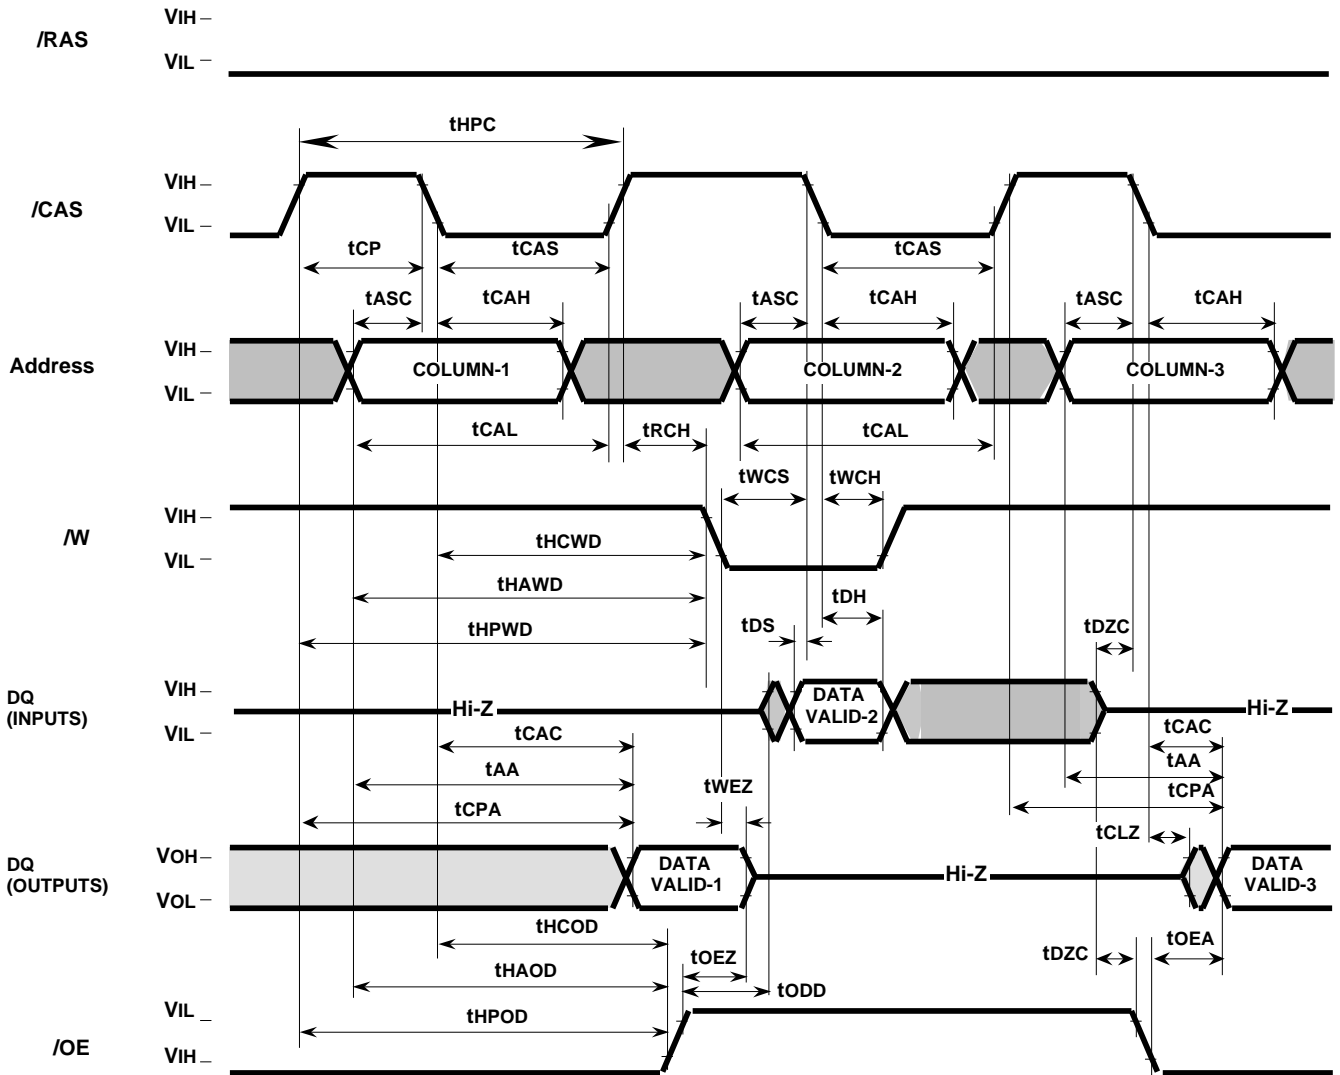 VIH
/RAS
VIL
tHPC
VIH
/CAS
VIL
tCP
tCAS
tCAS
tASC
tCAH
tASC
tCAH
tASC
tCAH
VIH
Address
COLUMN-1
COLUMN-2
COLUMN-3
VIL
tCAL
tRCH
tCAL
tWCS
tWCH
VIH
/W
tHCWD
VIL
tHAWD
tDH
tHPWD
tDS
tDZC
VIH
DQ
(INPUTS)
Hi-Z
DATA
VALID-2
Hi-Z
VIL
tCAC
tCAC
tAA
tWEZ
tAA
tCPA
tCPA
tCLZ
VOH
DQ
(OUTPUTS)
DATA
VALID-1
Hi-Z
DATA
VALID-3
VOL
tHCOD
tOEZ
tDZC
tOEA
tHAOD
tODD
VIL
tHPOD
/OE
VIH